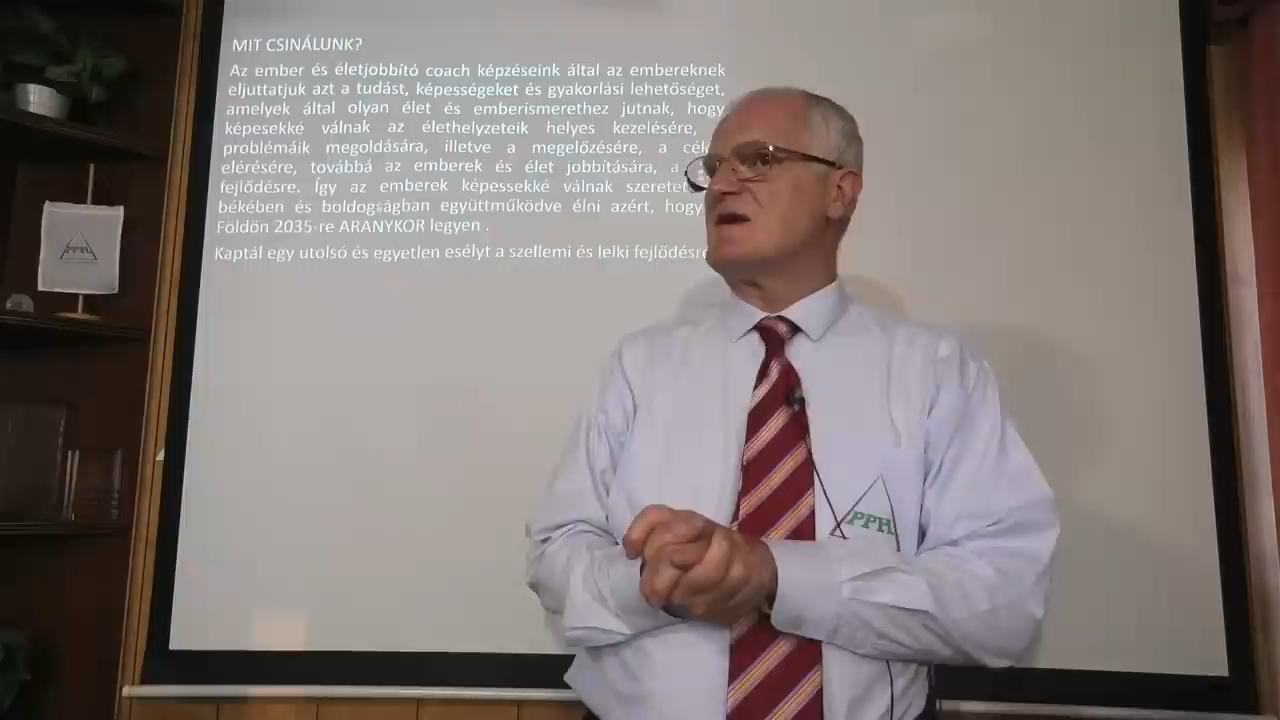 MIT CSINÁLUNK?
Az ember és életjobbító coach képzéseink által az embereknek
eljuttatjuk azt a tudást, képességeket és gyakorlási lehetőséget,
amelyek által olyan élet és emberismerethez jutnak, hogy
képesekké válnak az élethelyzeteik helyes kezelésére,
problémáik megoldására, illetve a megelőzésére, a
elérésére, továbbá az emberek és élet jobbítására, a
fejlődésre. Így az emberek képessekké válnak
békében és boldogságban együttműködve élni azért, hogy
Földön 2035-re ARANYKOR legyen .
Kaptál egy utolsó és egyetlen esélyt a szellemi és lelki
PPH
PPH